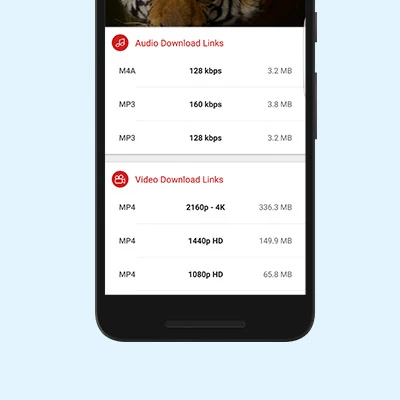 Audio Download Links
M4A 128 kbps 3.2 MB
MP3 160 kbps 3.8 MB
MP3 128 kbps 3.2 MB
Video Download Links
MP4 2160p - 4K 336.3 MB
MP4 1440p HD 149.9 MB
MP4 1080p HD 65.8 MB